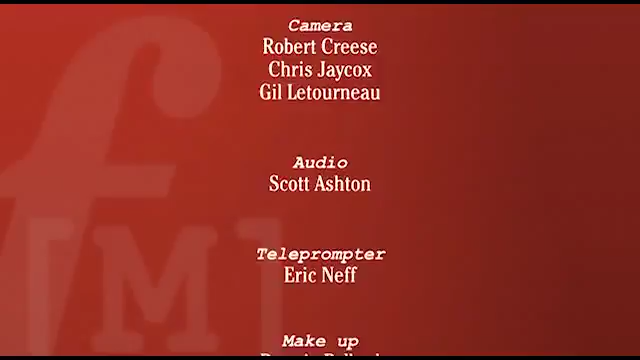 Camera
Robert Creese
Chris Jaycox
Gil Letourneau
Audio
Scott Ashton
Teleprompter
Eric Neff
Make up
f
[M]